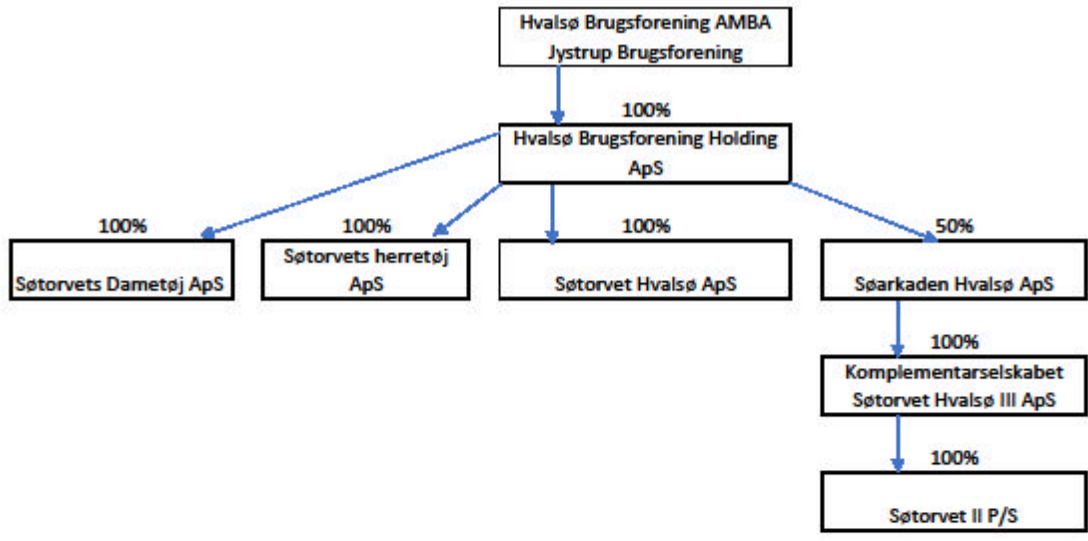 Hvalsø Brugsforening AMBA
Jystrup Brugsforening
100%
Hvalsø Brugsforening Holding
ApS
100%
100%
100%
50%
Søtorvets Dametøj ApS
Søtorvets herretøj
ApS
Søtorvet Hvalsø ApS
Søarkaden Hvalsø ApS
100%
Komplementarselskabet
Søtorvet Hvalsø III ApS
100%
Søtorvet II P/S